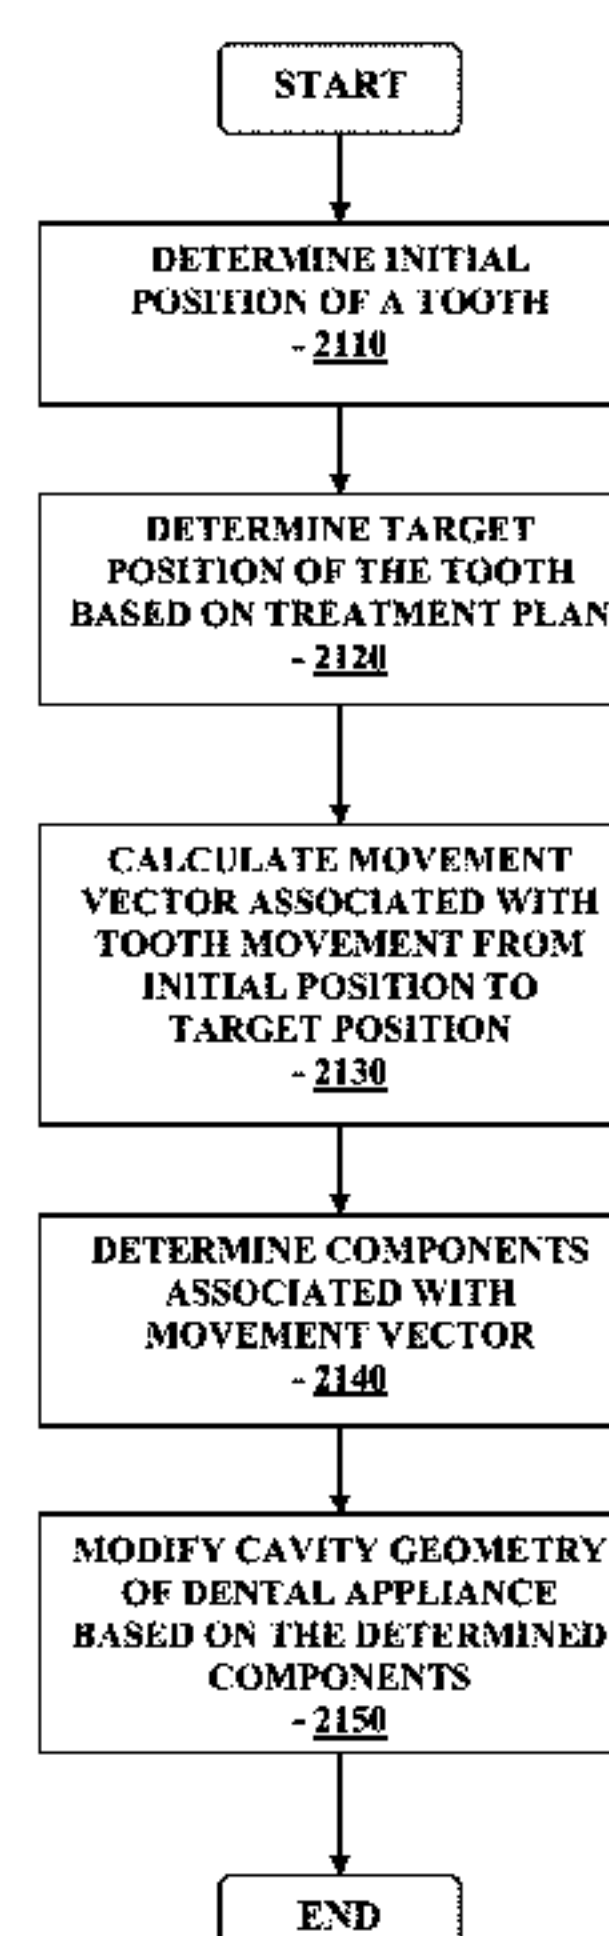 START
DETERMINE INITIAL
POSITION OF A TOOTH
- 2110
DETERMINE TARGET
POSITION OF THE TOOTH
BASED ON TREATMENT PLAN
- 2120
CALCULATE MOVEMENT
VECTOR ASSOCIATED WITH
TOOTH MOVEMENT FROM
INITIAL POSITION TO
TARGET POSITION
- 2130
DETERMINE COMPONENTS
ASSOCIATED WITH
MOVEMENT VECTOR
- 2140
MODIFY CAVITY GEOMETRY
OF DENTAL APPLIANCE
BASED ON THE DETERMINED
COMPONENTS
- 2150
END